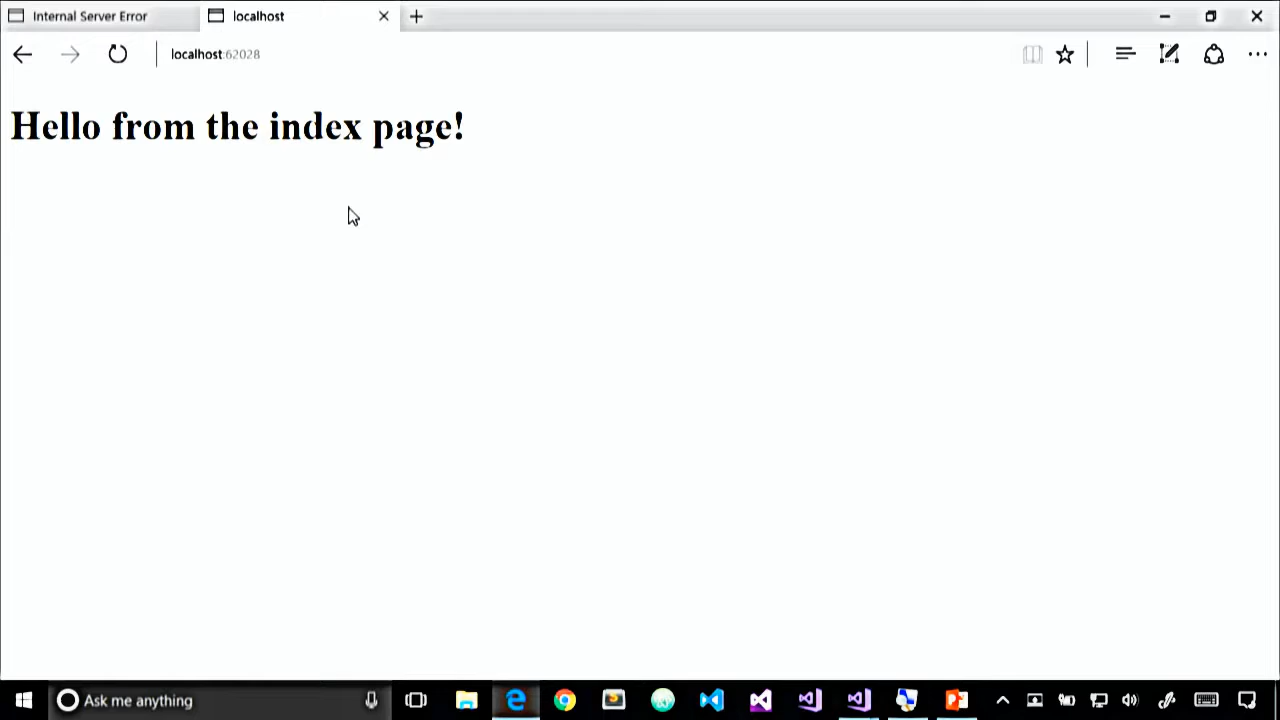 Internal Server Error
localhost
localhost:62028
Hello from the index page!
Ask me anything